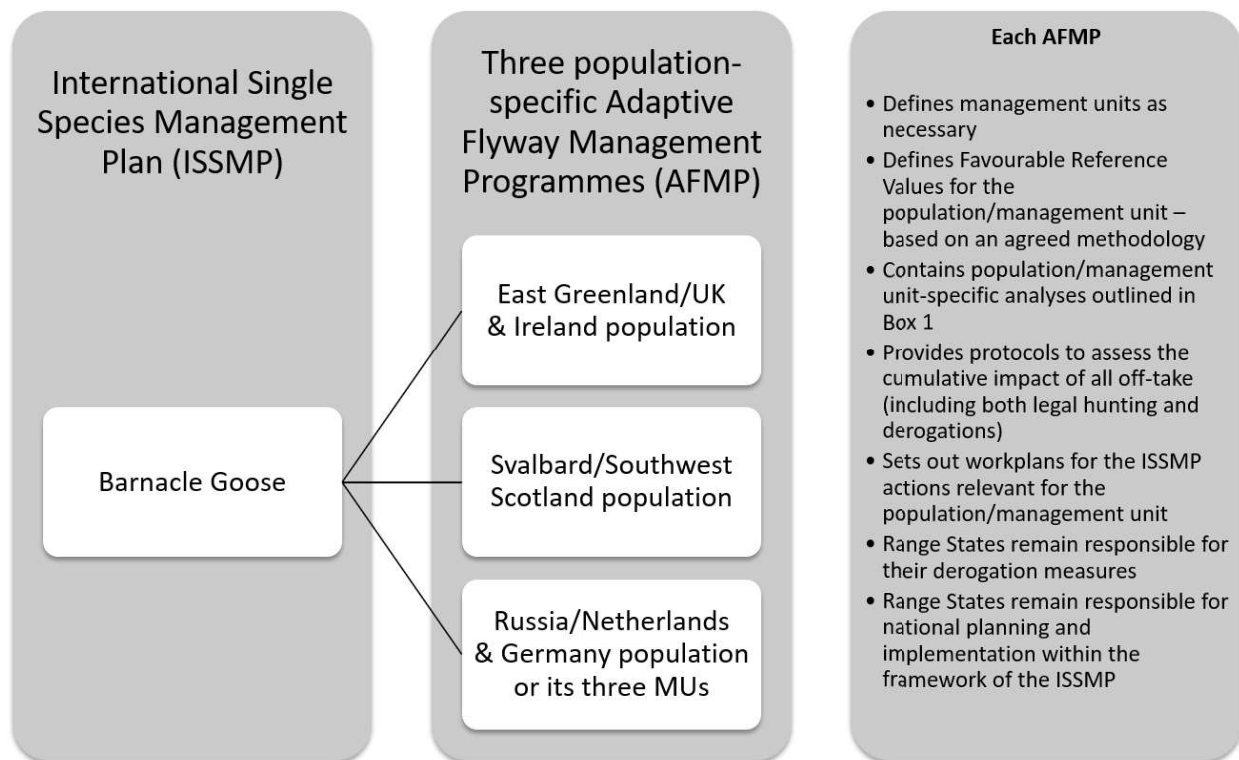 International Single
Species Management
Plan (ISSMP)
Barnacle Goose
Three population-
specific Adaptive
Flyway Management
Programmes (AFMP)
East Greenland/UK
& Ireland population
Svalbard/Southwest
Scotland population
Russia/Netherlands
& Germany population
or its three MUs
Each AFMP
• Defines management units as
necessary
• Defines Favourable Reference
Values for the
population/management unit –
based on an agreed methodology
• Contains population/management
unit-specific analyses outlined in
Box 1
• Provides protocols to assess the
cumulative impact of all off-take
(including both legal hunting and
derogations)
• Sets out workplans for the ISSMP
actions relevant for the
population/management unit
• Range States remain responsible for
their derogation measures
• Range States remain responsible for
national planning and
implementation within the
framework of the ISSMP